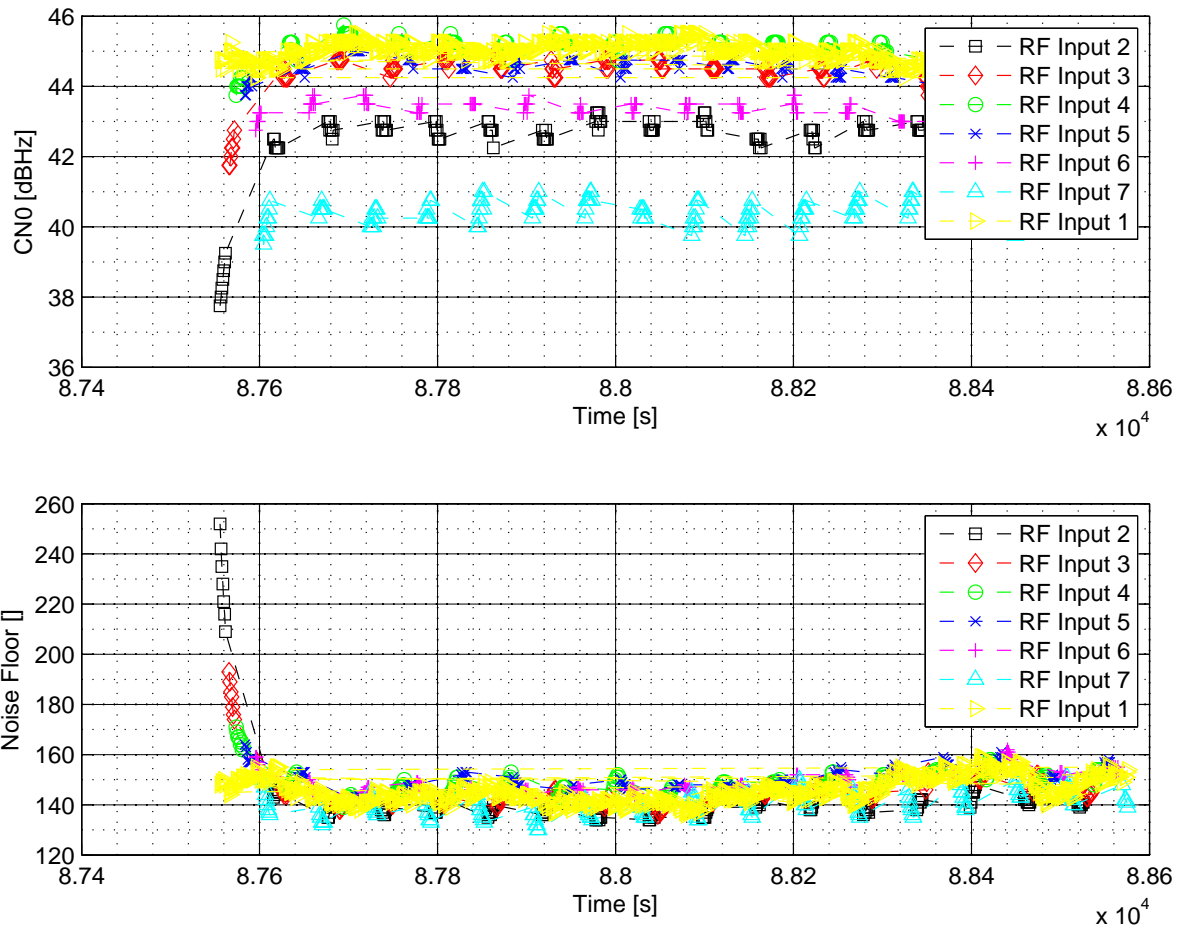 46
44
42
40
38
36
CN0 [dBHz]
8.74
8.76
8.78
8.8
8.82
8.84
8.86
Time [s]
x 10^4
RF Input 2
RF Input 3
RF Input 4
RF Input 5
RF Input 6
RF Input 7
RF Input 1
260
240
220
200
180
160
140
120
Noise Floor []
8.74
8.76
8.78
8.8
8.82
8.84
8.86
Time [s]
x 10^4
RF Input 2
RF Input 3
RF Input 4
RF Input 5
RF Input 6
RF Input 7
RF Input 1